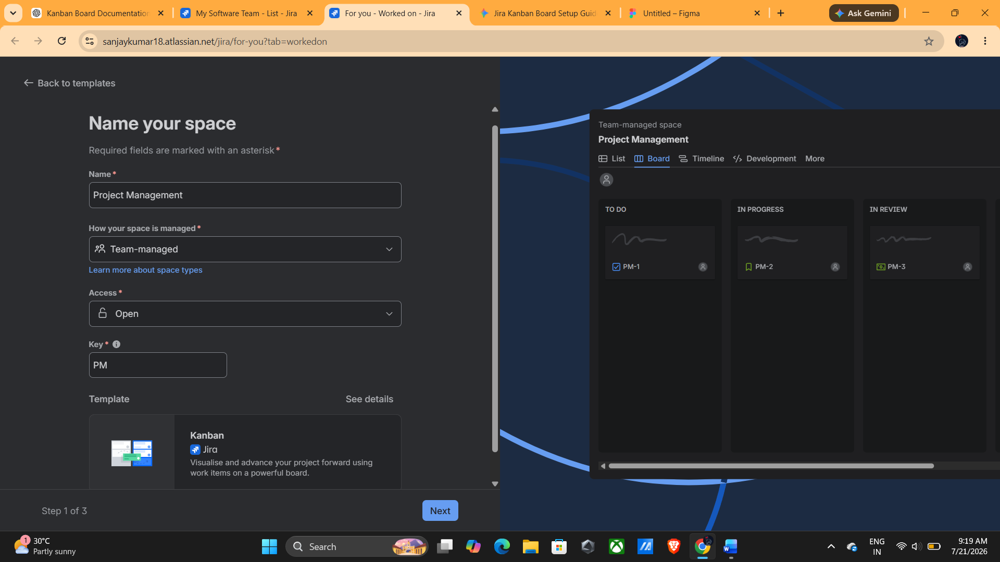 Kanban Board Documentation
My Software Team - List - Jira
For you - Worked on - Jira
Jira Kanban Board Setup Guid
Untitled – Figma
Ask Gemini
sanjaykumar18.atlassian.net/jira/for-you?tab=workedon
Back to templates
Name your space
Required fields are marked with an asterisk*
Name*
Project Management
How your space is managed*
Team-managed
Learn more about space types
Access*
Open
Key*
PM
Template
See details
Kanban
Jira
Visualise and advance your project forward using
work items on a powerful board.
Step 1 of 3
Next
Team-managed space
Project Management
List
Board
Timeline
Development
More
TO DO
IN PROGRESS
IN REVIEW
PM-1
PM-2
PM-3
1
30°C
Partly sunny
Search
ENG
IN
9:19 AM
7/21/2026